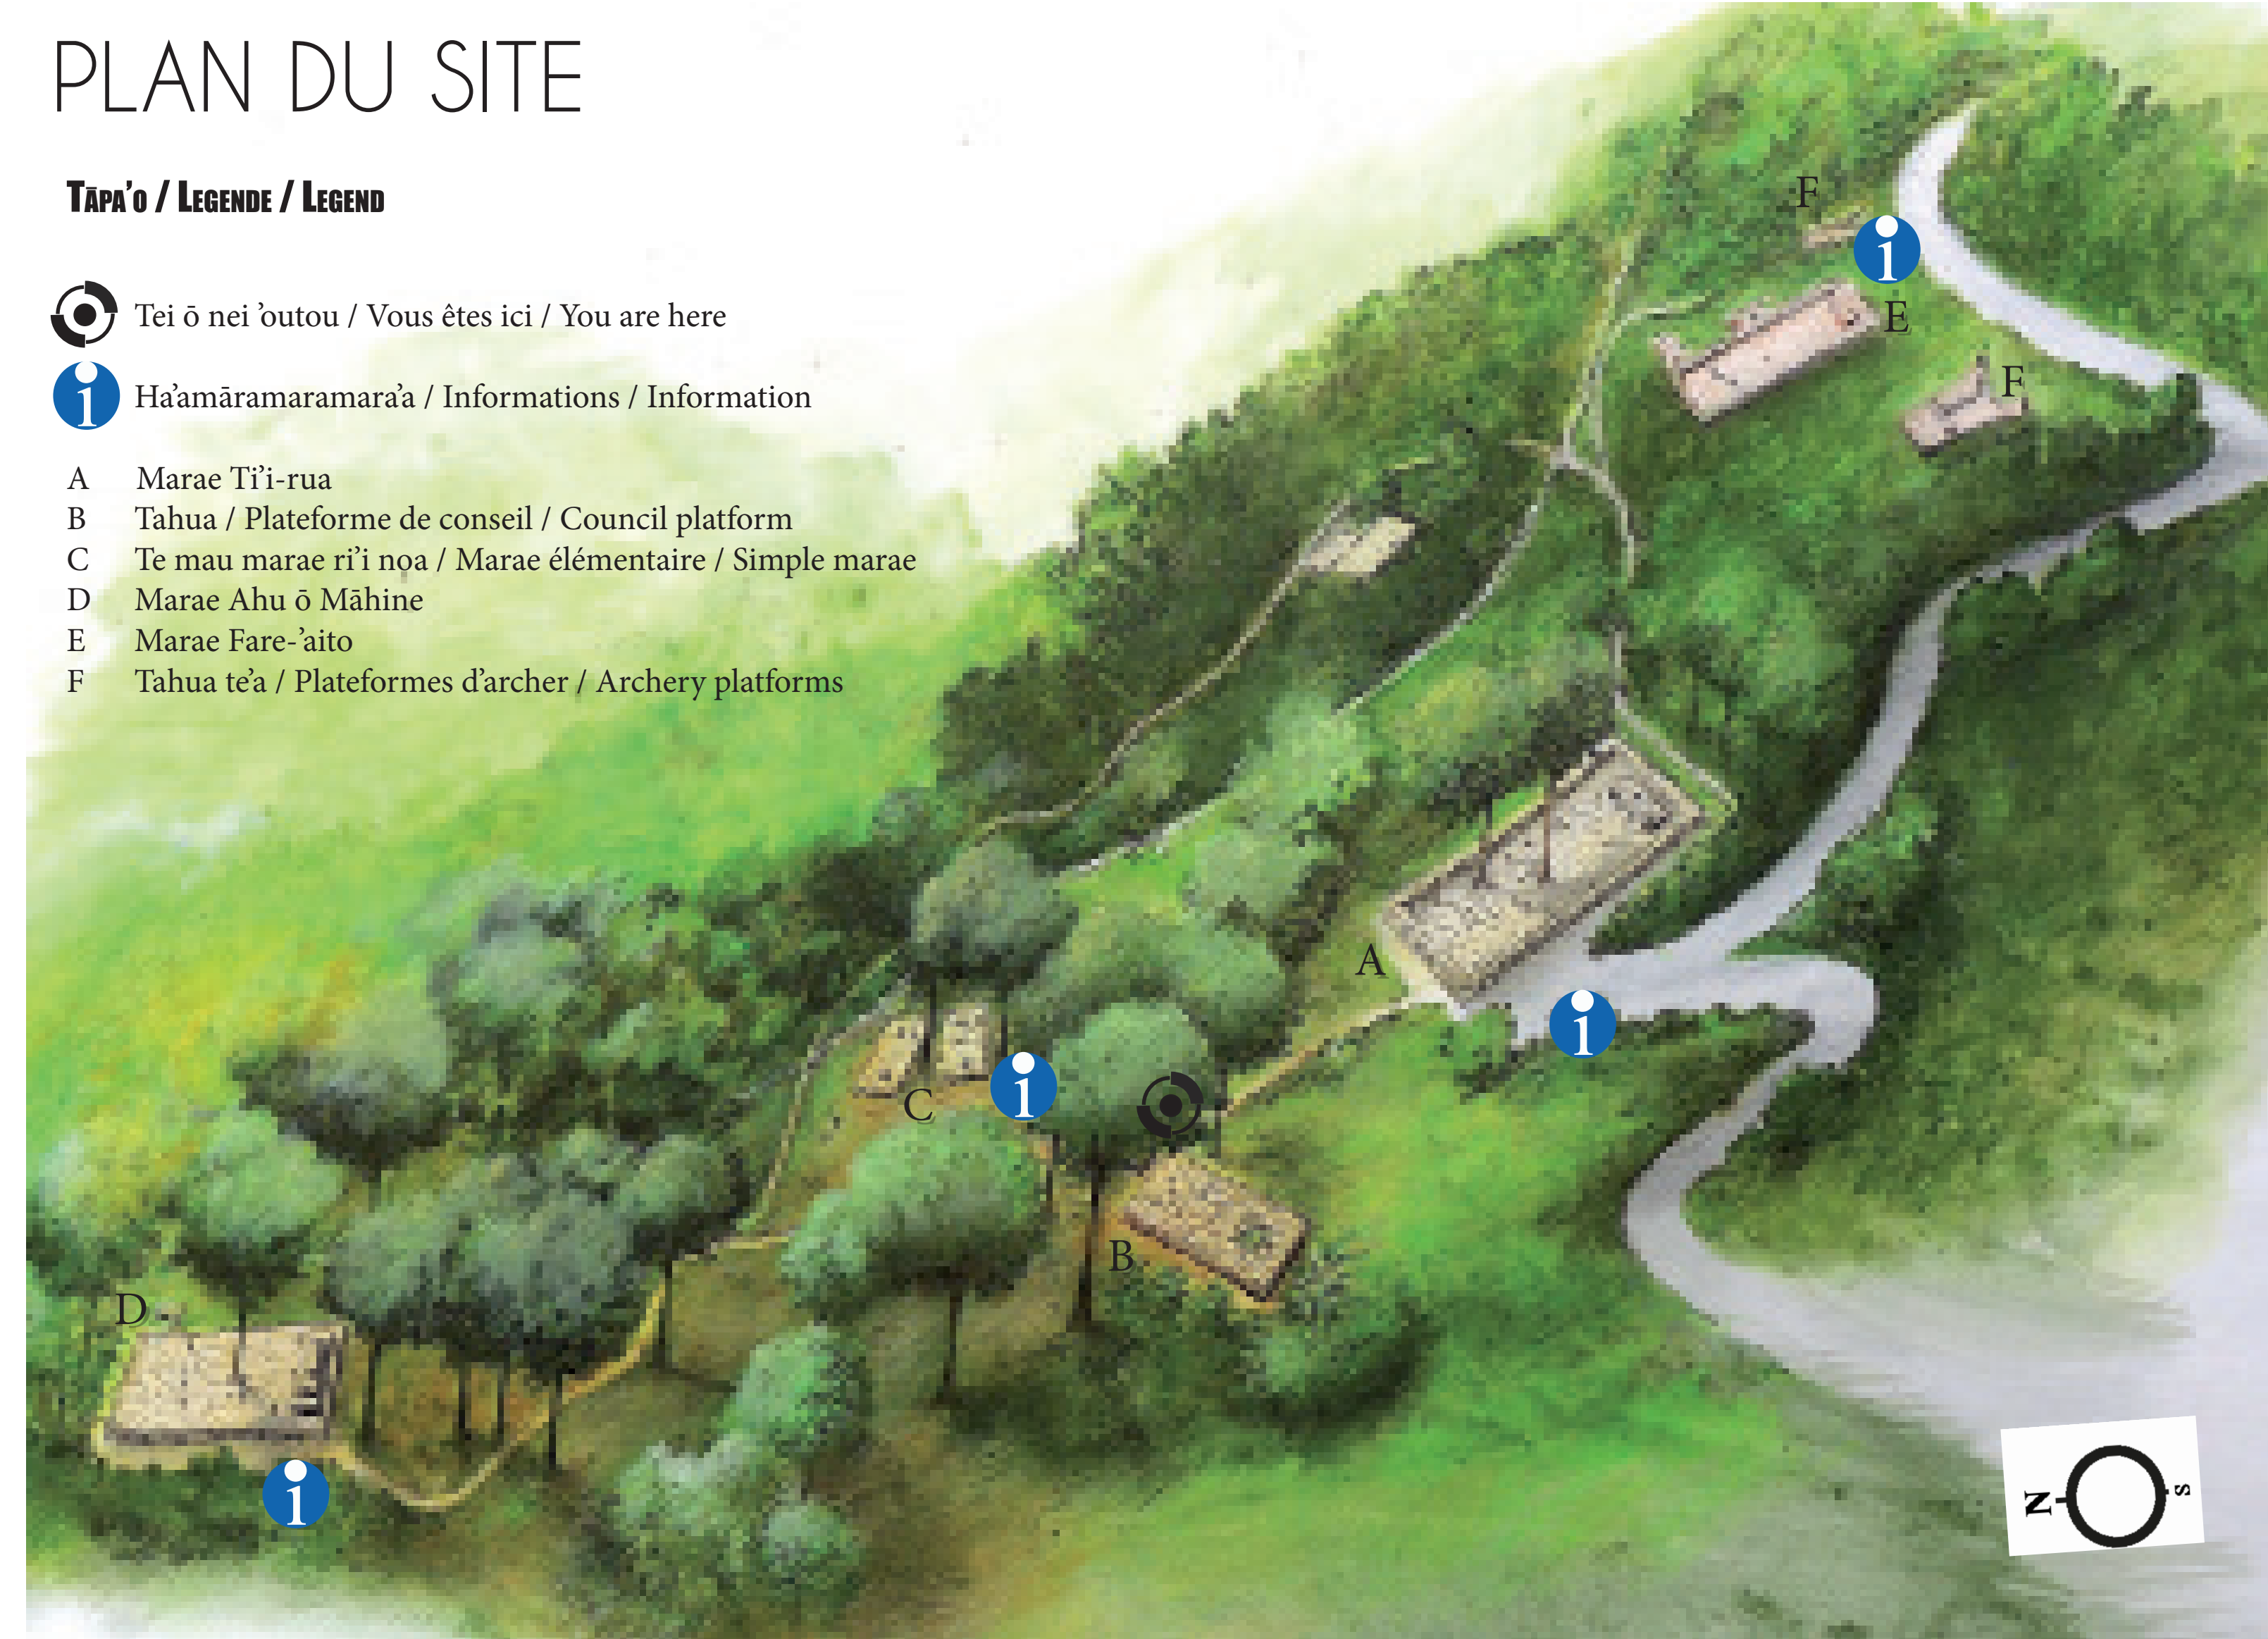 PLAN DU SITE
Tāpa’o / Legende / Legend
Tei ō nei ’outou / Vous êtes ici / You are here
i Ha’amāramaramara’a / Informations / Information
A Marae Ti’i-rua
B Tahua / Plateforme de conseil / Council platform
C Te mau marae ri’i noa / Marae élémentaire / Simple marae
D Marae Ahu ō Māhine
E Marae Fare-’aito
F Tahua te’a / Plateformes d’archer / Archery platforms
F
i
E
F
A
i
i
C
B
D
i
N S